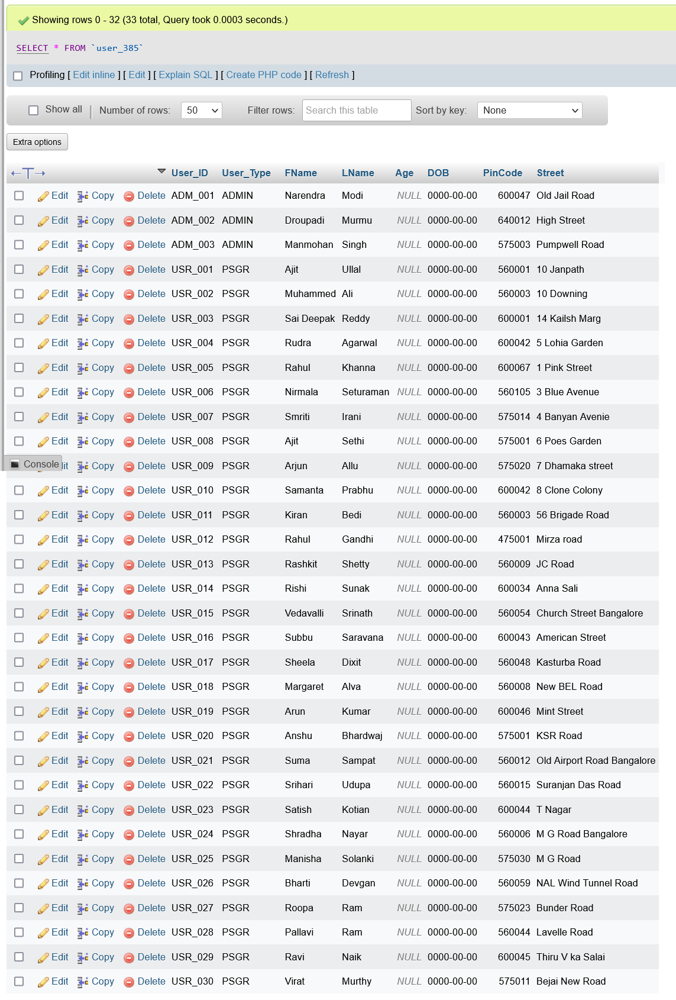 Showing rows 0 - 32 (33 total, Query took 0.0003 seconds.)
SELECT * FROM `user_385`
Profiling [ Edit inline ] [ Edit ] [ Explain SQL ] [ Create PHP code ] [ Refresh ]
Show all Number of rows: 50 Filter rows: Search this table Sort by key: None
Extra options
User_ID User_Type FName LName Age DOB PinCode Street
Edit Copy Delete ADM_001 ADMIN Narendra Modi NULL 0000-00-00 600047 Old Jail Road
Edit Copy Delete ADM_002 ADMIN Droupadi Murmu NULL 0000-00-00 640012 High Street
Edit Copy Delete ADM_003 ADMIN Manmohan Singh NULL 0000-00-00 575003 Pumpwell Road
Edit Copy Delete USR_001 PSGR Ajit Ullal NULL 0000-00-00 560001 10 Janpath
Edit Copy Delete USR_002 PSGR Muhammed Ali NULL 0000-00-00 560003 10 Downing
Edit Copy Delete USR_003 PSGR Sai Deepak Reddy NULL 0000-00-00 600001 14 Kailsh Marg
Edit Copy Delete USR_004 PSGR Rudra Agarwal NULL 0000-00-00 600042 5 Lohia Garden
Edit Copy Delete USR_005 PSGR Rahul Khanna NULL 0000-00-00 600067 1 Pink Street
Edit Copy Delete USR_006 PSGR Nirmala Seturaman NULL 0000-00-00 560105 3 Blue Avenue
Edit Copy Delete USR_007 PSGR Smriti Irani NULL 0000-00-00 575014 4 Banyan Avenie
Edit Copy Delete USR_008 PSGR Ajit Sethi NULL 0000-00-00 575001 6 Poes Garden
Console Copy Delete USR_009 PSGR Arjun Allu NULL 0000-00-00 575020 7 Dhamaka street
Edit Copy Delete USR_010 PSGR Samanta Prabhu NULL 0000-00-00 600042 8 Clone Colony
Edit Copy Delete USR_011 PSGR Kiran Bedi NULL 0000-00-00 560003 56 Brigade Road
Edit Copy Delete USR_012 PSGR Rahul Gandhi NULL 0000-00-00 475001 Mirza road
Edit Copy Delete USR_013 PSGR Rashkit Shetty NULL 0000-00-00 560009 JC Road
Edit Copy Delete USR_014 PSGR Rishi Sunak NULL 0000-00-00 600034 Anna Sali
Edit Copy Delete USR_015 PSGR Vedavalli Srinath NULL 0000-00-00 560054 Church Street Bangalore
Edit Copy Delete USR_016 PSGR Subbu Saravana NULL 0000-00-00 600043 American Street
Edit Copy Delete USR_017 PSGR Sheela Dixit NULL 0000-00-00 560048 Kasturba Road
Edit Copy Delete USR_018 PSGR Margaret Alva NULL 0000-00-00 560008 New BEL Road
Edit Copy Delete USR_019 PSGR Arun Kumar NULL 0000-00-00 600046 Mint Street
Edit Copy Delete USR_020 PSGR Anshu Bhardwaj NULL 0000-00-00 575001 KSR Road
Edit Copy Delete USR_021 PSGR Suma Sampat NULL 0000-00-00 560012 Old Airport Road Bangalore
Edit Copy Delete USR_022 PSGR Srihari Udupa NULL 0000-00-00 560015 Suranjan Das Road
Edit Copy Delete USR_023 PSGR Satish Kotian NULL 0000-00-00 600044 T Nagar
Edit Copy Delete USR_024 PSGR Shradha Nayar NULL 0000-00-00 560006 M G Road Bangalore
Edit Copy Delete USR_025 PSGR Manisha Solanki NULL 0000-00-00 575030 M G Road
Edit Copy Delete USR_026 PSGR Bharti Devgan NULL 0000-00-00 560059 NAL Wind Tunnel Road
Edit Copy Delete USR_027 PSGR Roopa Ram NULL 0000-00-00 575023 Bunder Road
Edit Copy Delete USR_028 PSGR Pallavi Ram NULL 0000-00-00 560044 Lavelle Road
Edit Copy Delete USR_029 PSGR Ravi Naik NULL 0000-00-00 600045 Thiru V ka Salai
Edit Copy Delete USR_030 PSGR Virat Murthy NULL 0000-00-00 575011 Bejai New Road